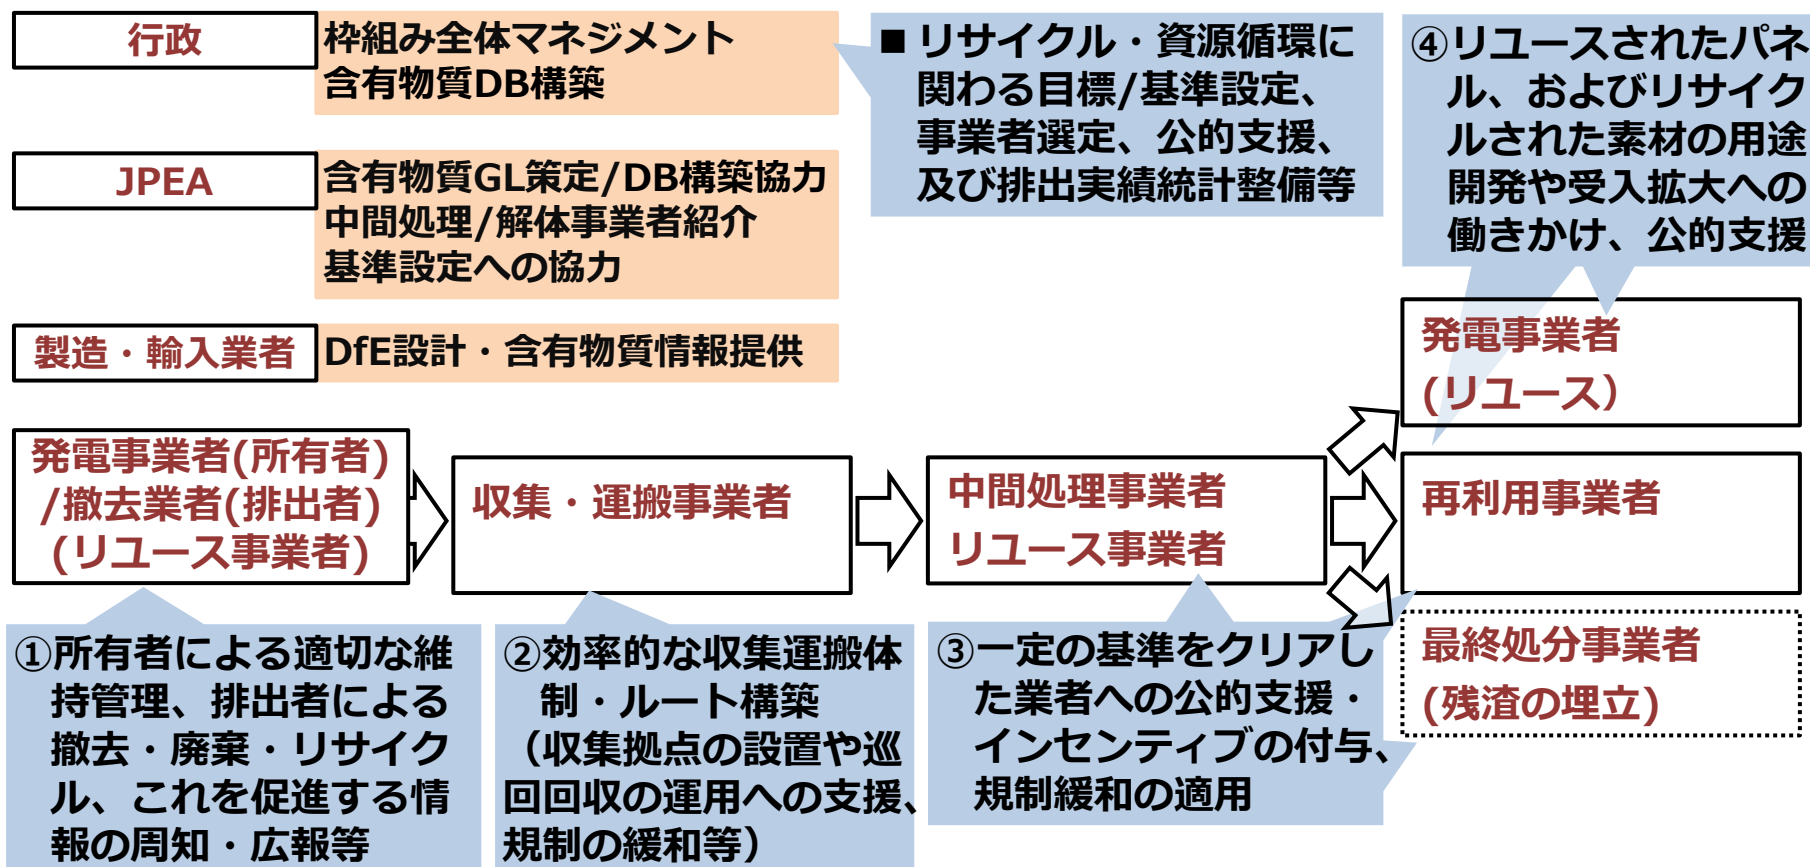 行政
枠組み全体マネジメント
含有物質DB構築
■ リサイクル・資源循環に
関わる目標/基準設定、
事業者選定、公的支援、
及び排出実績統計整備等
④リユースされたパネ
ル、およびリサイク
ルされた素材の用途
開発や受入拡大への
働きかけ、公的支援
JPEA
含有物質GL策定/DB構築協力
中間処理/解体事業者紹介
基準設定への協力
製造・輸入業者
DfE設計・含有物質情報提供
発電事業者
(リユース）
発電事業者(所有者)
/撤去業者(排出者)
(リユース事業者)
収集・運搬事業者
中間処理事業者
リユース事業者
再利用事業者
最終処分事業者
(残渣の埋立)
①所有者による適切な維
持管理、排出者による
撤去・廃棄・リサイク
ル、これを促進する情
報の周知・広報等
②効率的な収集運搬体
制・ルート構築
（収集拠点の設置や巡
回回収の運用への支援、
規制の緩和等）
③一定の基準をクリアし
た業者への公的支援・
インセンティブの付与、
規制緩和の適用